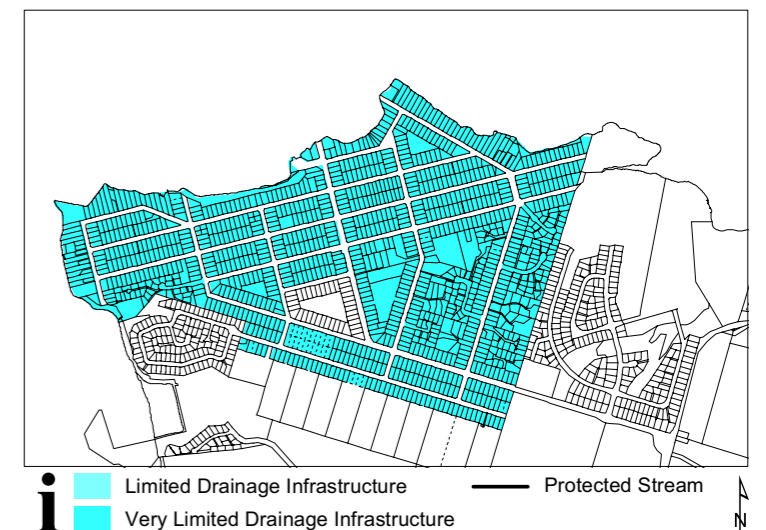 i Limited Drainage Infrastructure Protected Stream
Very Limited Drainage Infrastructure N